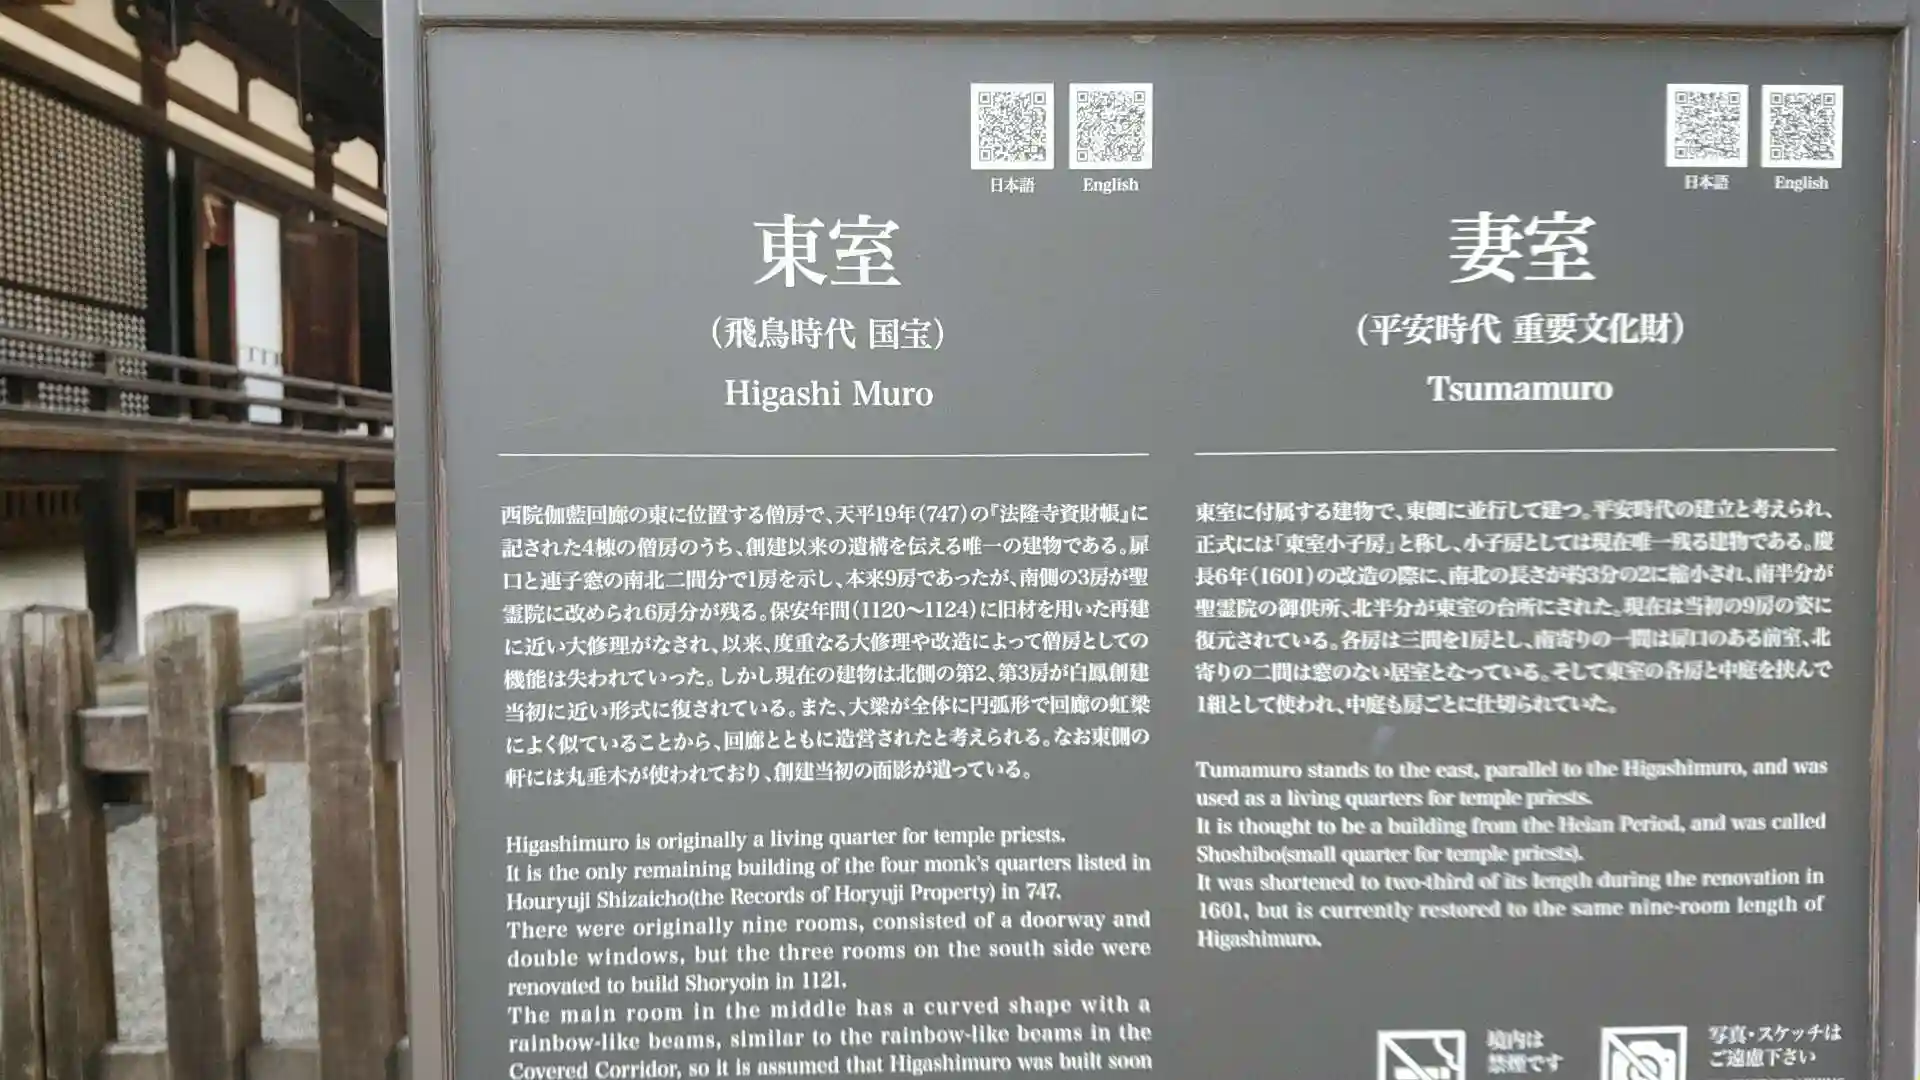 日本語
English
東室
（飛鳥時代 国宝）
Higashi Muro
西院伽藍回廊の東に位置する僧房で、天平19年（747）の『法隆寺資財帳』に
記された4棟の僧房のうち、創建以来の遺構を伝える唯一の建物である。扉
口と連子窓の南北二間分で1房を示し、本来9房であったが、南側の3房が聖
霊院に改められ6房分が残る。保安年間（1120〜1124）に旧材を用いた再建
に近い大修理がなされ、以来、度重なる大修理や改造によって僧房としての
機能は失われていった。しかし現在の建物は北側の第2、第3房が白鳳創建
当初に近い形式に復されている。また、大梁が全体に円弧形で回廊の虹梁
によく似ていることから、回廊とともに造営されたと考えられる。なお東側の
軒には丸垂木が使われており、創建当初の面影が遺っている。
Higashimuro is originally a living quarter for temple priests.
It is the only remaining building of the four monk's quarters listed in
Houryuji Shizaicho(the Records of Horyuji Property) in 747.
There were originally nine rooms, consisted of a doorway and
double windows, but the three rooms on the south side were
renovated to build Shoryoin in 1121.
The main room in the middle has a curved shape with a
rainbow-like beams, similar to the rainbow-like beams in the
Covered Corridor, so it is assumed that Higashimuro was built soon
日本語
English
妻室
（平安時代 重要文化財）
Tsumamuro
東室に付属する建物で、東側に並行して建つ。平安時代の建立と考えられ、
正式には「東室小子房」と称し、小子房としては現在唯一残る建物である。慶
長6年（1601）の改造の際に、南北の長さが約3分の2に縮小され、南半分が
聖霊院の御供所、北半分が東室の台所にされた。現在は当初の9房の姿に
復元されている。各房は三間を1房とし、南寄りの一間は扉口のある前室、北
寄りの二間は窓のない居室となっている。そして東室の各房と中庭を挟んで
1組として使われ、中庭も房ごとに仕切られていた。
Tumamuro stands to the east, parallel to the Higashimuro, and was
used as a living quarters for temple priests.
It is thought to be a building from the Heian Period, and was called
Shoshibo(small quarter for temple priests).
It was shortened to two-third of its length during the renovation in
1601, but is currently restored to the same nine-room length of
Higashimuro.
境内は
禁煙です
写真・スケッチは
ご遠慮下さい